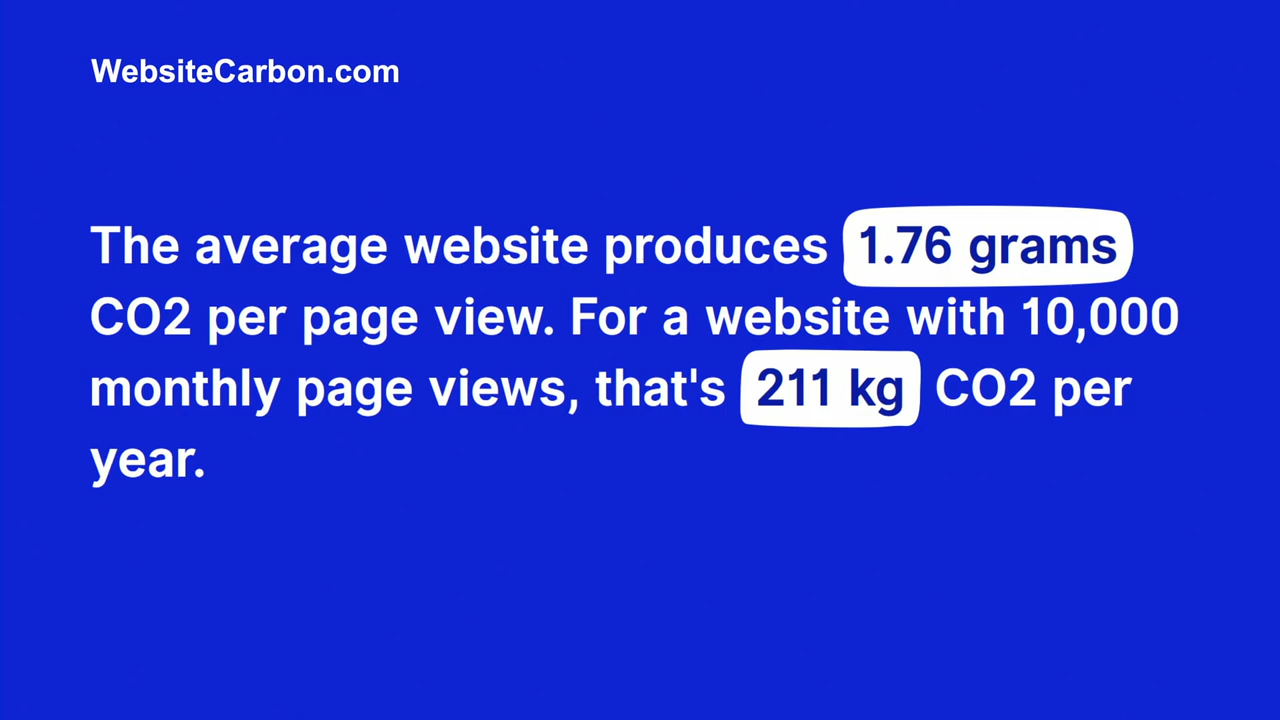 WebsiteCarbon.com
The average website produces 1.76 grams
CO2 per page view. For a website with 10,000
monthly page views, that's 211 kg CO2 per
year.